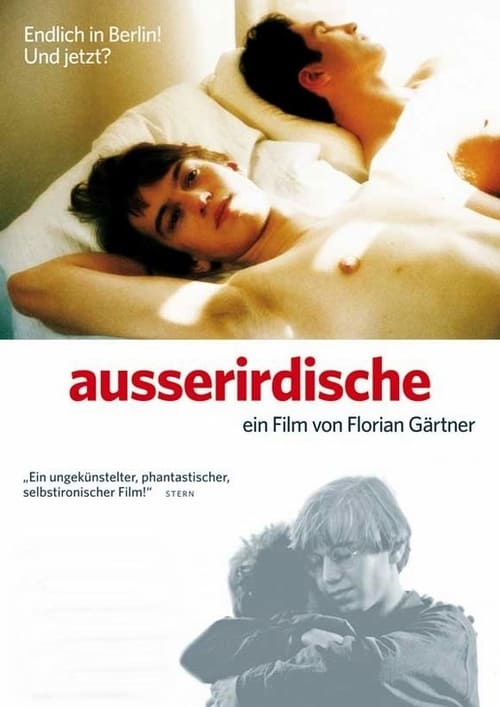 Endlich in Berlin!
Und jetzt?
ausserirdische
ein Film von Florian Gärtner
„Ein ungekünstelter, phantastischer,
selbstironischer Film!“ STERN